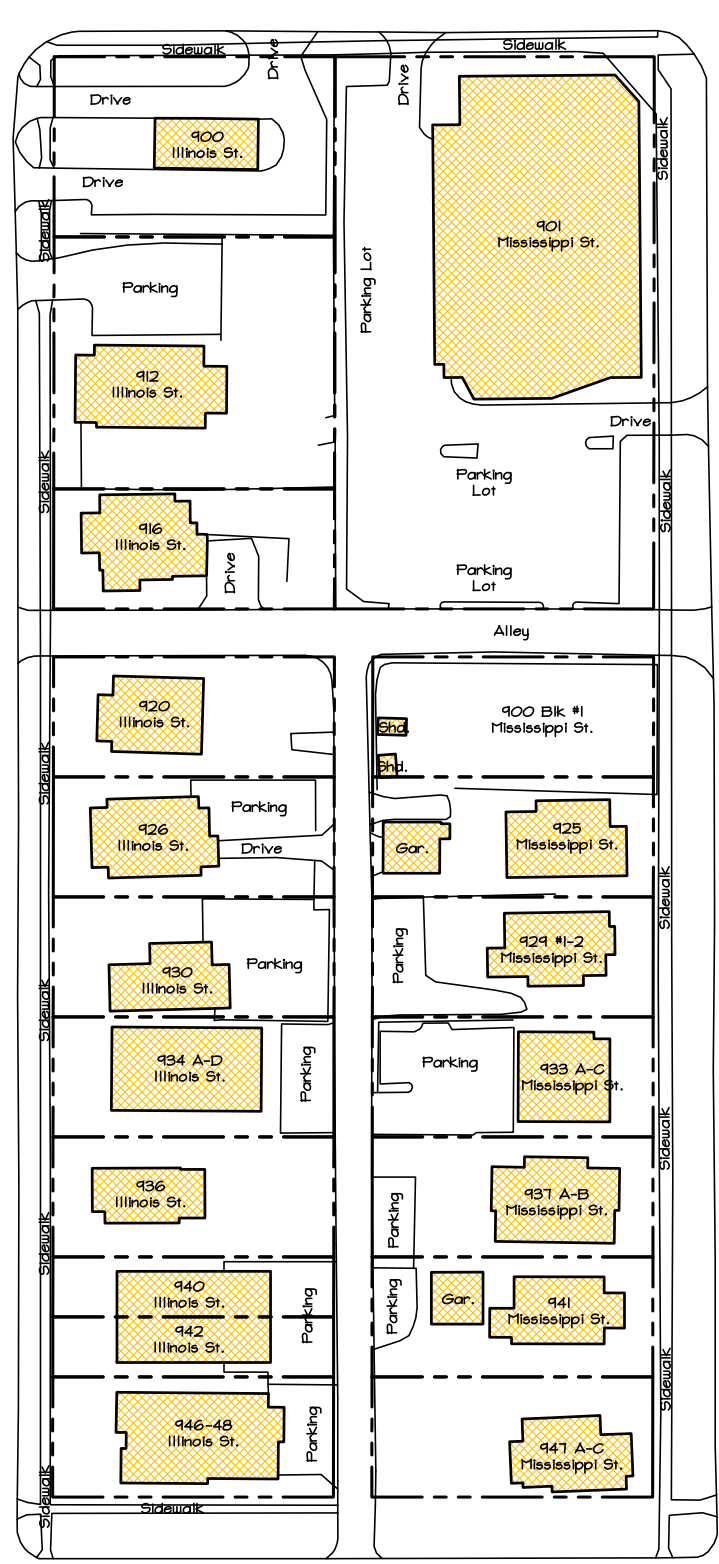 Sidewalk
Sidewalk
Drive
Drive
Drive
900
Illinois St.
Sidewalk
Drive
Sidewalk
901
Mississippi St.
Parking Lot
Parking
912
Illinois St.
Drive
Sidewalk
Parking
Lot
Sidewalk
916
Illinois St.
Drive
Parking
Lot
Alley
920
Illinois St.
Shd.
900 Blk #1
Mississippi St.
Shd.
Sidewalk
Parking
926
Illinois St.
Drive
Gar.
925
Mississippi St.
Sidewalk
Parking
929 #1-2
Mississippi St.
930
Illinois St.
Parking
Sidewalk
934 A-D
Illinois St.
Parking
Parking
933 A-C
Mississippi St.
Sidewalk
936
Illinois St.
Parking
937 A-B
Mississippi St.
Sidewalk
940
Illinois St.
942
Illinois St.
Parking
Parking
Gar.
941
Mississippi St.
Sidewalk
946-48
Illinois St.
Parking
947 A-C
Mississippi St.
Sidewalk
Sidewalk